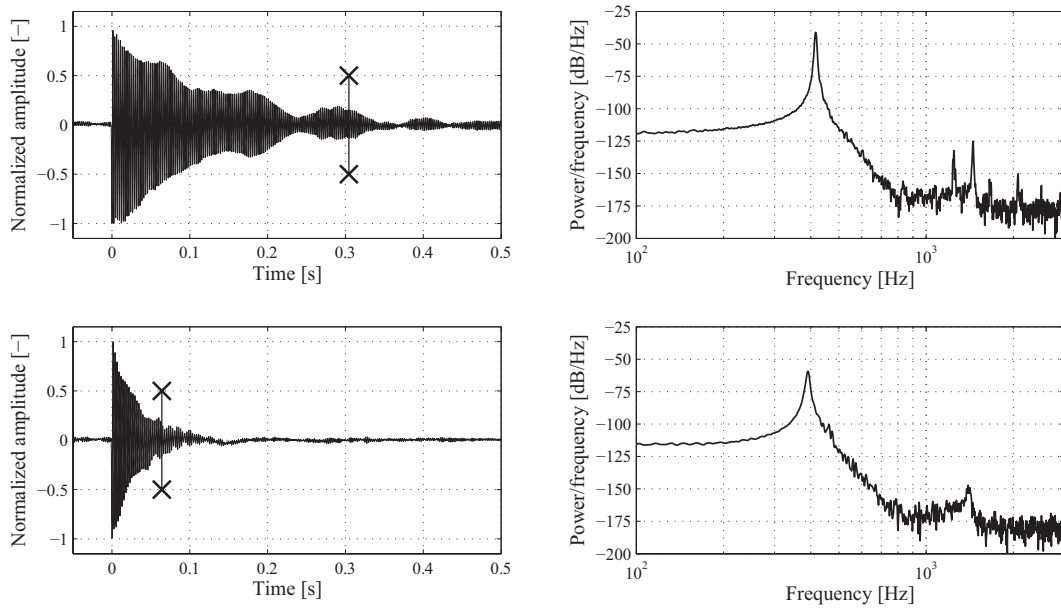 1
0.5
0
−0.5
−1
Normalized amplitude [−]
0 0.1 0.2 0.3 0.4 0.5
Time [s]
−25
−50
−75
−100
−125
−150
−175
−200
Power/frequency [dB/Hz]
10² 10³
Frequency [Hz]
1
0.5
0
−0.5
−1
Normalized amplitude [−]
0 0.1 0.2 0.3 0.4 0.5
Time [s]
−25
−50
−75
−100
−125
−150
−175
−200
Power/frequency [dB/Hz]
10² 10³
Frequency [Hz]